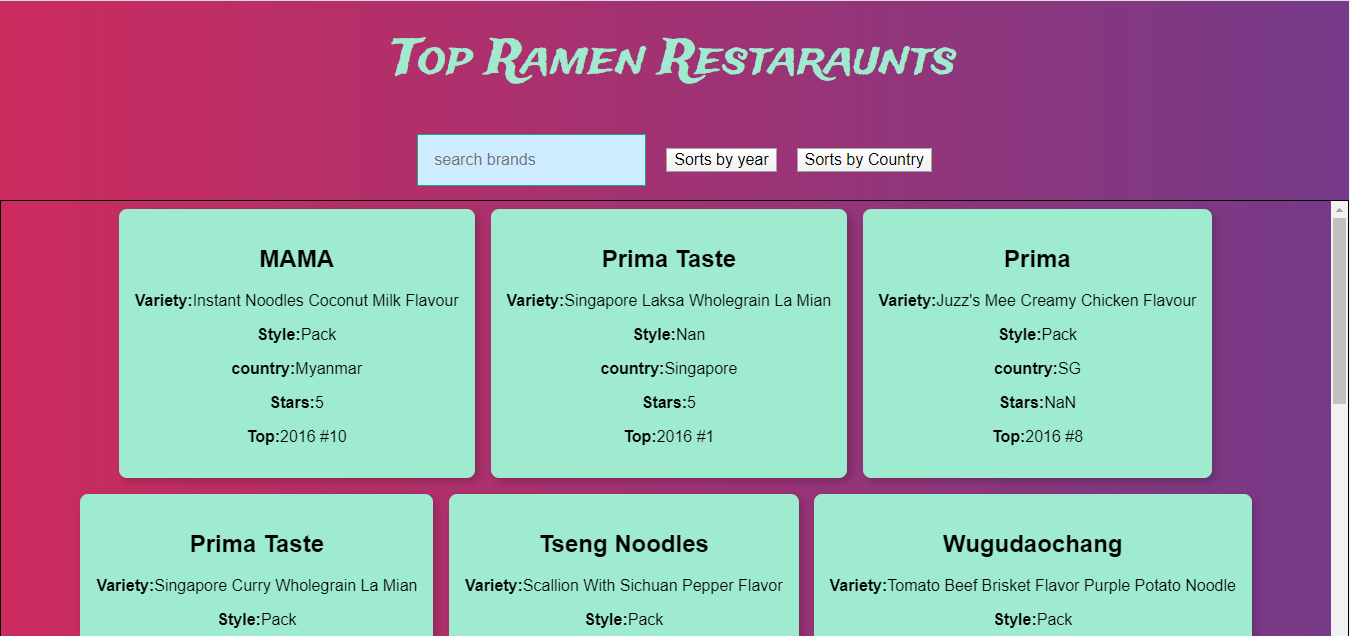 Top Ramen Restaraunts
search brands Sorts by year Sorts by Country
MAMA
Variety:Instant Noodles Coconut Milk Flavour
Style:Pack
country:Myanmar
Stars:5
Top:2016 #10
Prima Taste
Variety:Singapore Laksa Wholegrain La Mian
Style:Nan
country:Singapore
Stars:5
Top:2016 #1
Prima
Variety:Juzz's Mee Creamy Chicken Flavour
Style:Pack
country:SG
Stars:NaN
Top:2016 #8
Prima Taste
Variety:Singapore Curry Wholegrain La Mian
Style:Pack
Tseng Noodles
Variety:Scallion With Sichuan Pepper Flavor
Style:Pack
Wugudaochang
Variety:Tomato Beef Brisket Flavor Purple Potato Noodle
Style:Pack